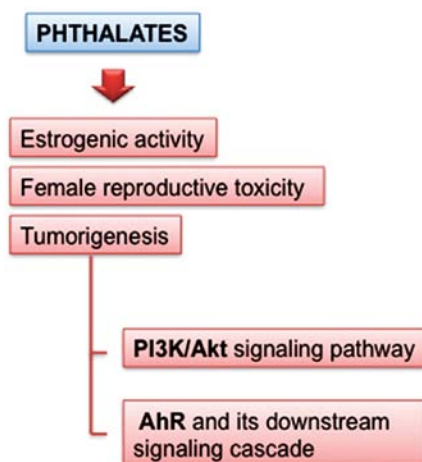 PHTHALATES
Estrogenic activity
Female reproductive toxicity
Tumorigenesis
PI3K/Akt signaling pathway
AhR and its downstream
signaling cascade